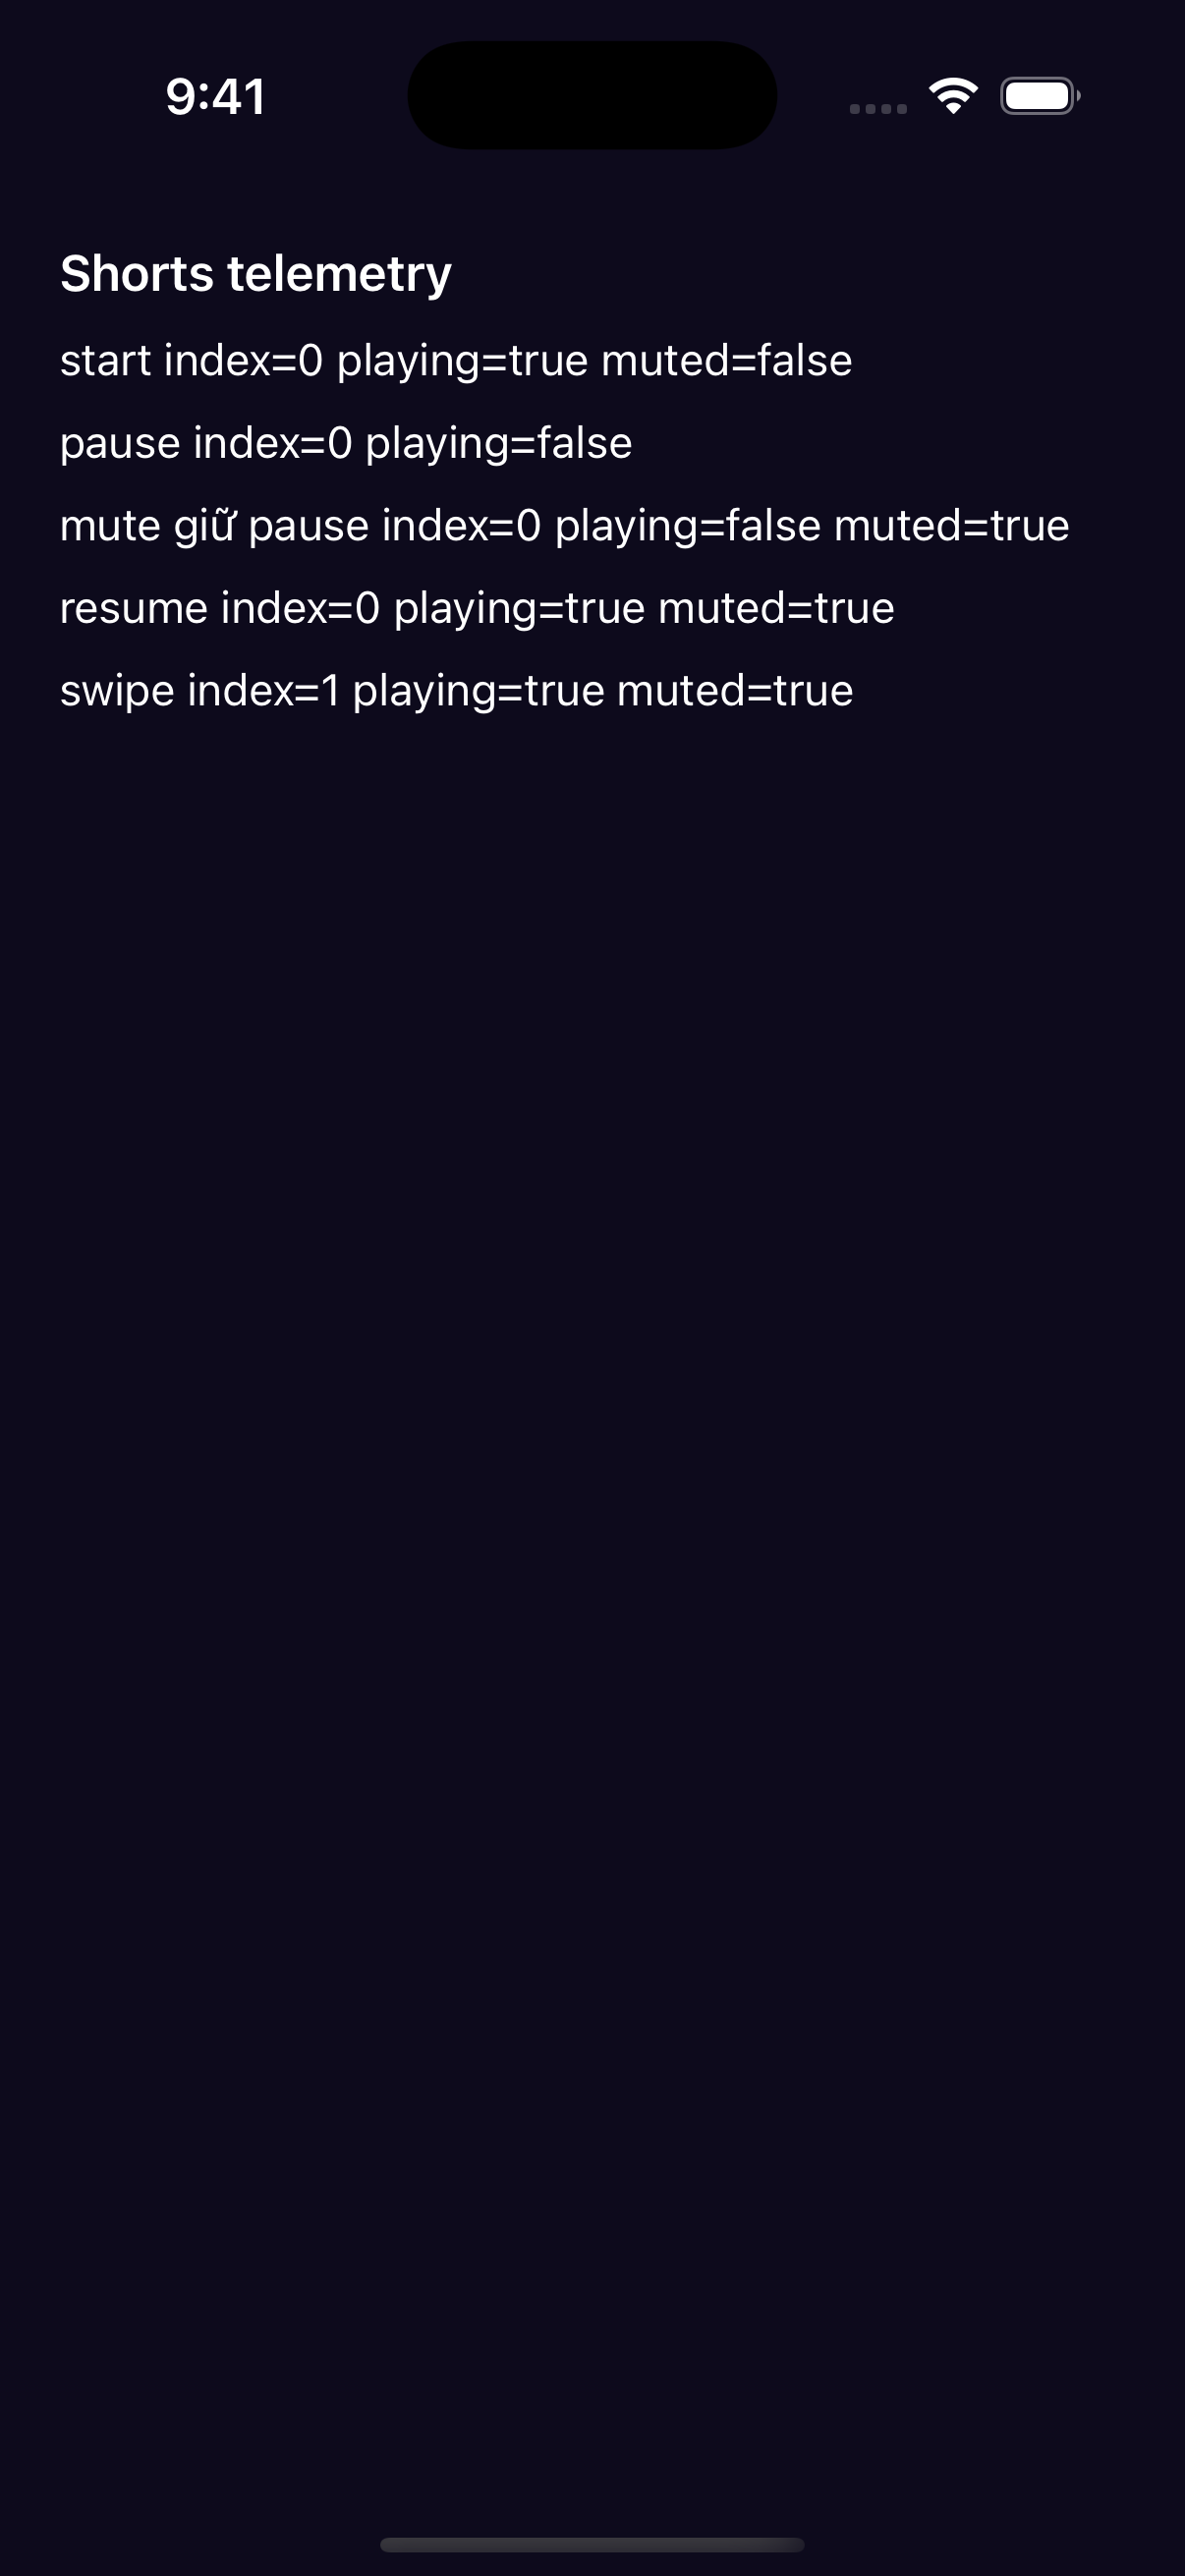 9:41
Shorts telemetry
start index=0 playing=true muted=false
pause index=0 playing=false
mute giữ pause index=0 playing=false muted=true
resume index=0 playing=true muted=true
swipe index=1 playing=true muted=true